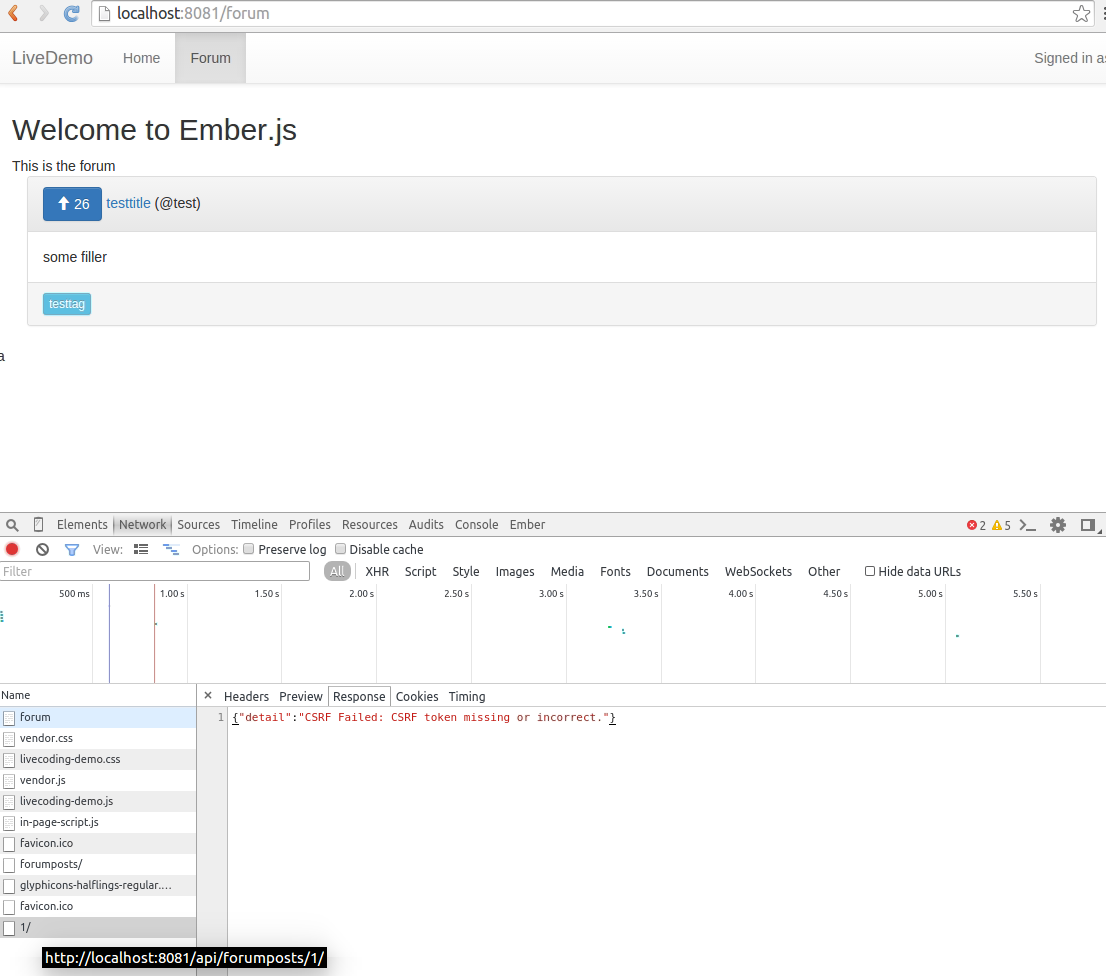 localhost:8081/forum
LiveDemo Home Forum Signed in as
Welcome to Ember.js
This is the forum
26 testtitle (@test)
some filler
testtag
a
Elements Network Sources Timeline Profiles Resources Audits Console Ember 2 5
View: Options: Preserve log Disable cache
Filter All XHR Script Style Images Media Fonts Documents WebSockets Other Hide data URLs
500 ms 1.00 s 1.50 s 2.00 s 2.50 s 3.00 s 3.50 s 4.00 s 4.50 s 5.00 s 5.50 s
Name × Headers Preview Response Cookies Timing
forum 1 {"detail":"CSRF Failed: CSRF token missing or incorrect."}
vendor.css
livecoding-demo.css
vendor.js
livecoding-demo.js
in-page-script.js
favicon.ico
forumposts/
glyphicons-halflings-regular.…
favicon.ico
1/
http://localhost:8081/api/forumposts/1/